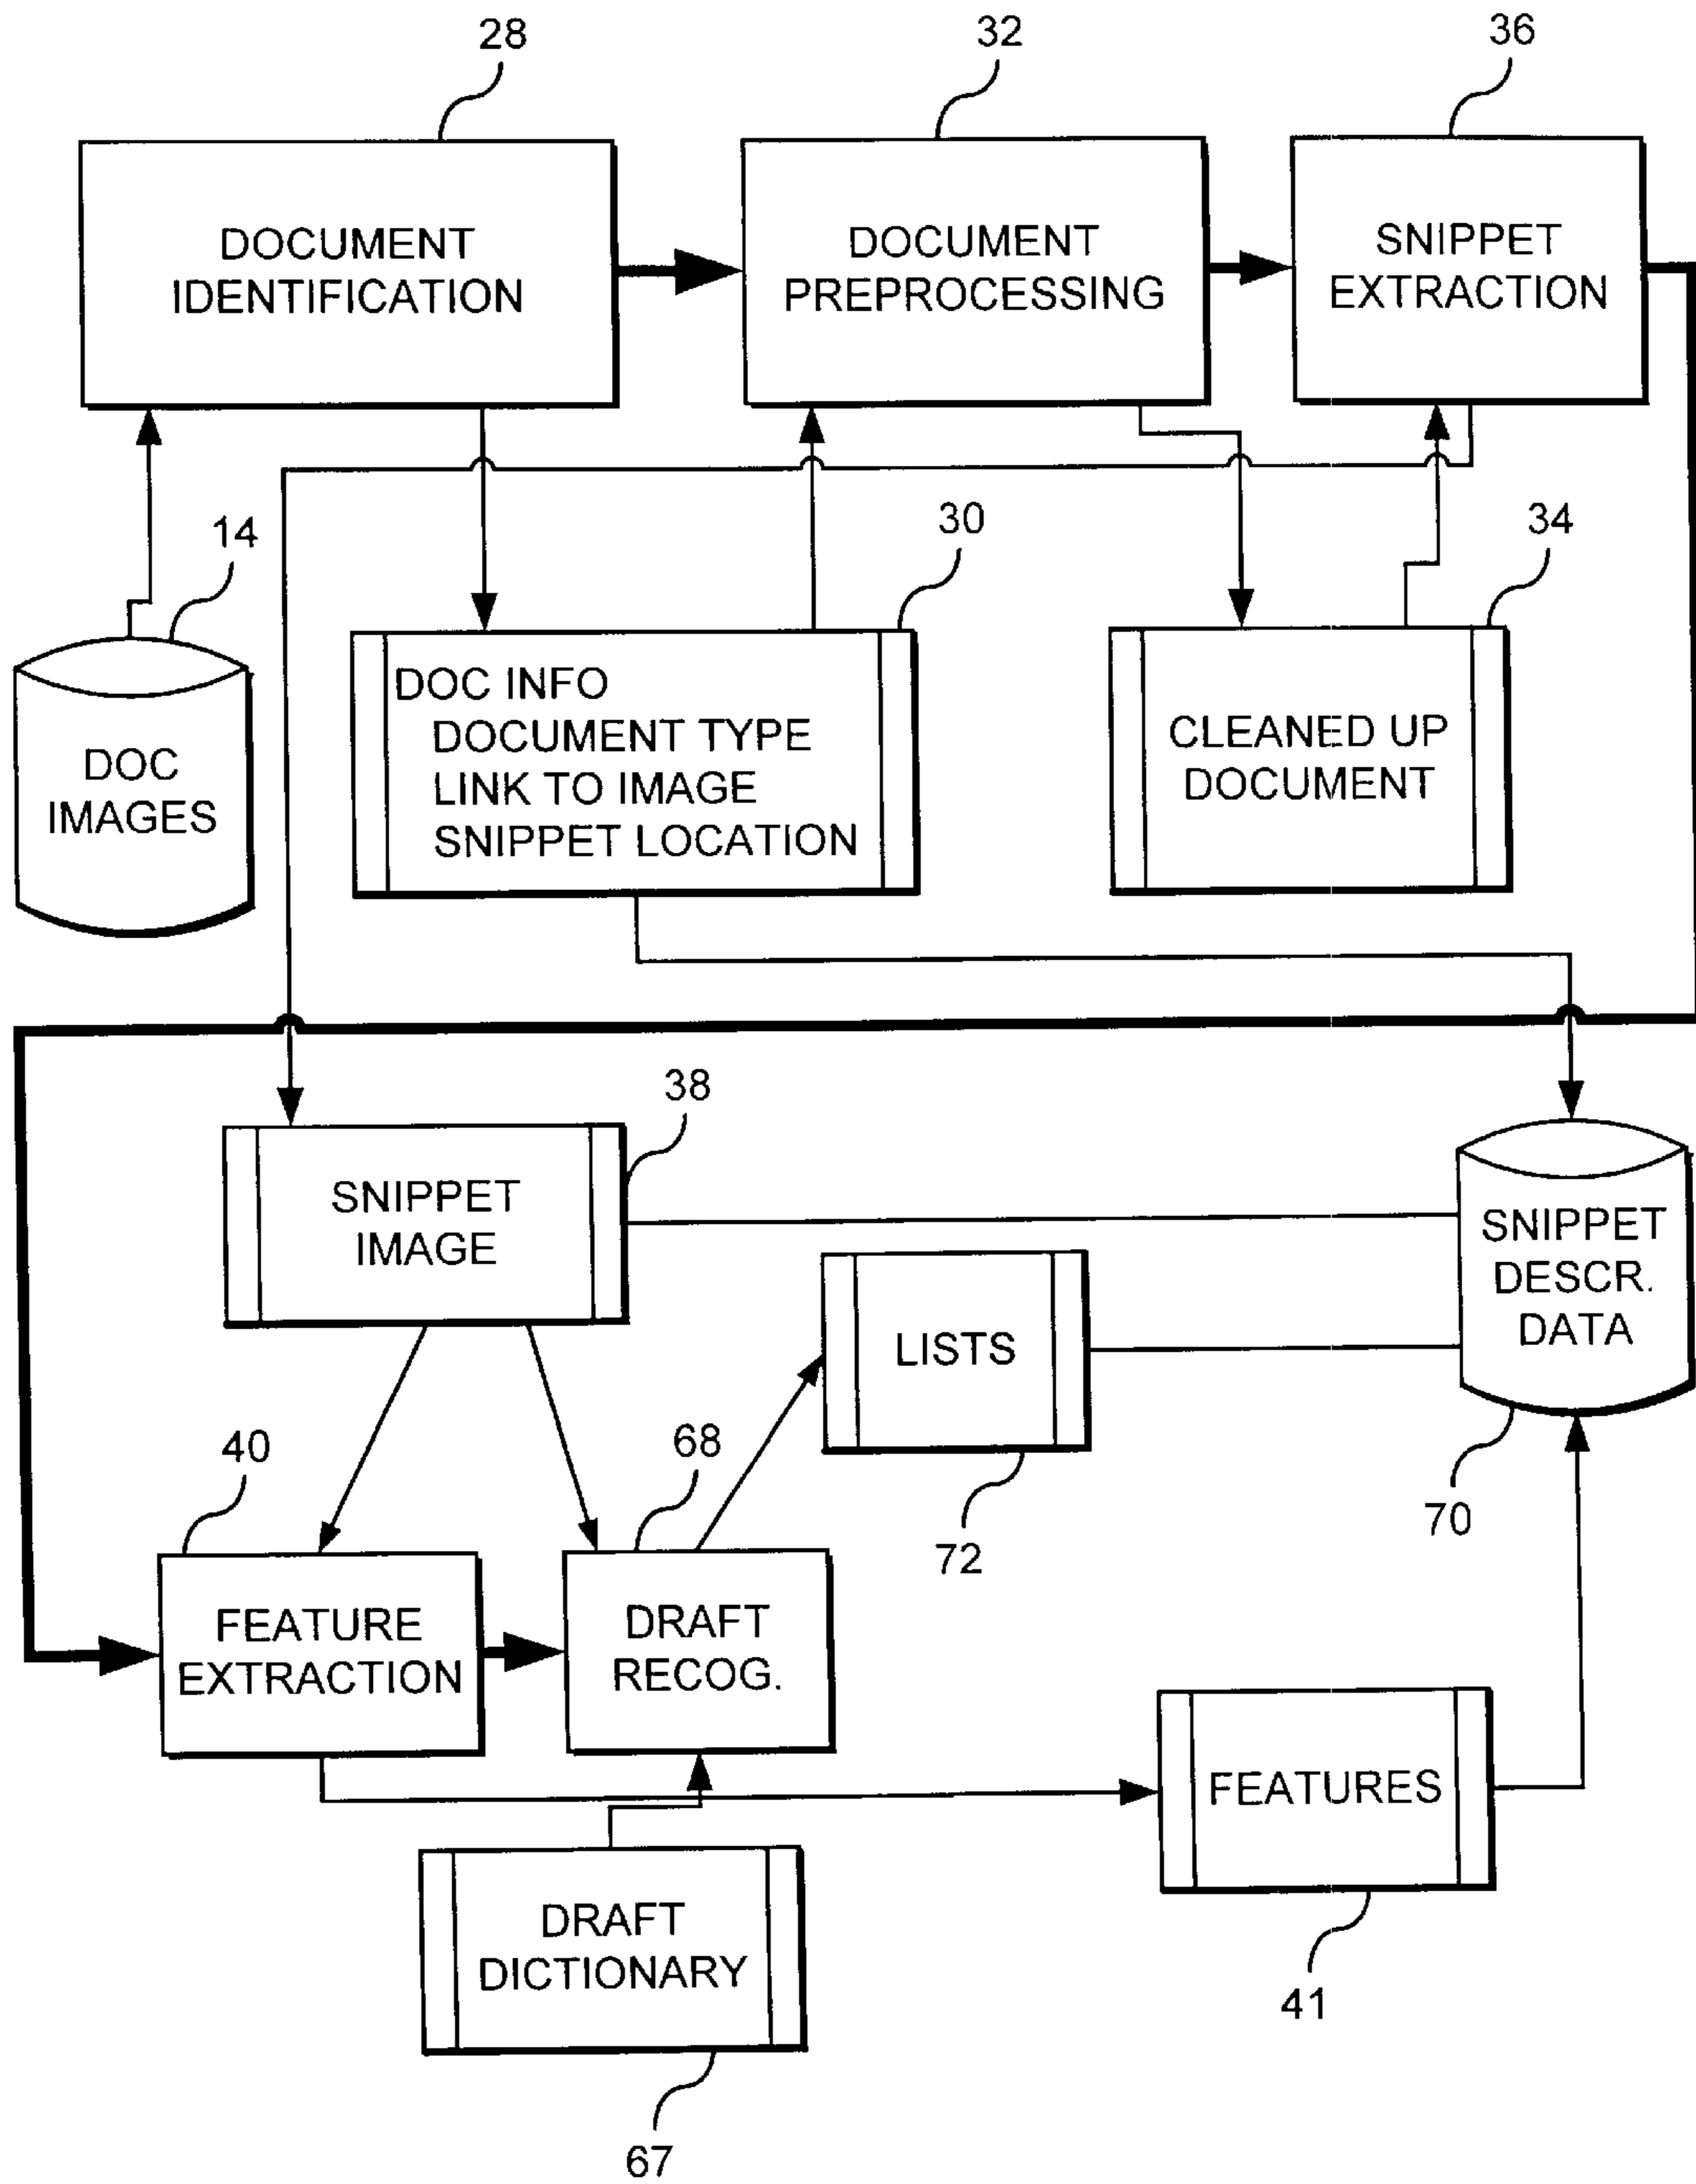 28
32
36
DOCUMENT
IDENTIFICATION
DOCUMENT
PREPROCESSING
SNIPPET
EXTRACTION
14
30
34
DOC
IMAGES
DOC INFO
DOCUMENT TYPE
LINK TO IMAGE
SNIPPET LOCATION
CLEANED UP
DOCUMENT
38
SNIPPET
IMAGE
LISTS
SNIPPET
DESCR.
DATA
40
68
72
70
FEATURE
EXTRACTION
DRAFT
RECOG.
FEATURES
DRAFT
DICTIONARY
41
67